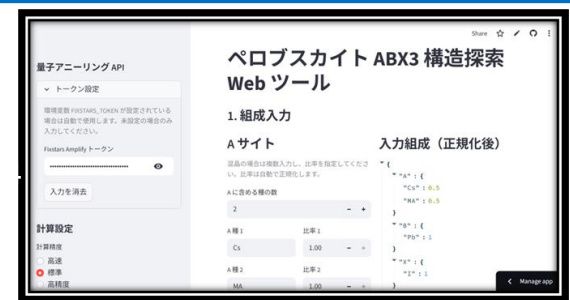 Share
量子アニーリング API
トークン設定
環境変数 FIXSTARS_TOKEN が設定されている
場合は自動で使用します。未設定の場合のみ
入力してください。
Fixstars Amplify トークン
入力を消去
計算設定
計算精度
高速
標準
高精度
ペロブスカイト ABX3 構造探索
Web ツール
1. 組成入力
A サイト
混晶の場合は複数入力し、比率を指定してくださ
い。比率は自動で正規化します。
A に含める種の数
2
- +
A 種 1
比率 1
Cs
1.00
- +
A 種 2
比率 2
MA
1.00
- +
入力組成（正規化後）
{
"A" : {
"Cs" : 0.5
"MA" : 0.5
}
"B" : {
"Pb" : 1
}
"X" : {
"I" : 1
}
Manage app